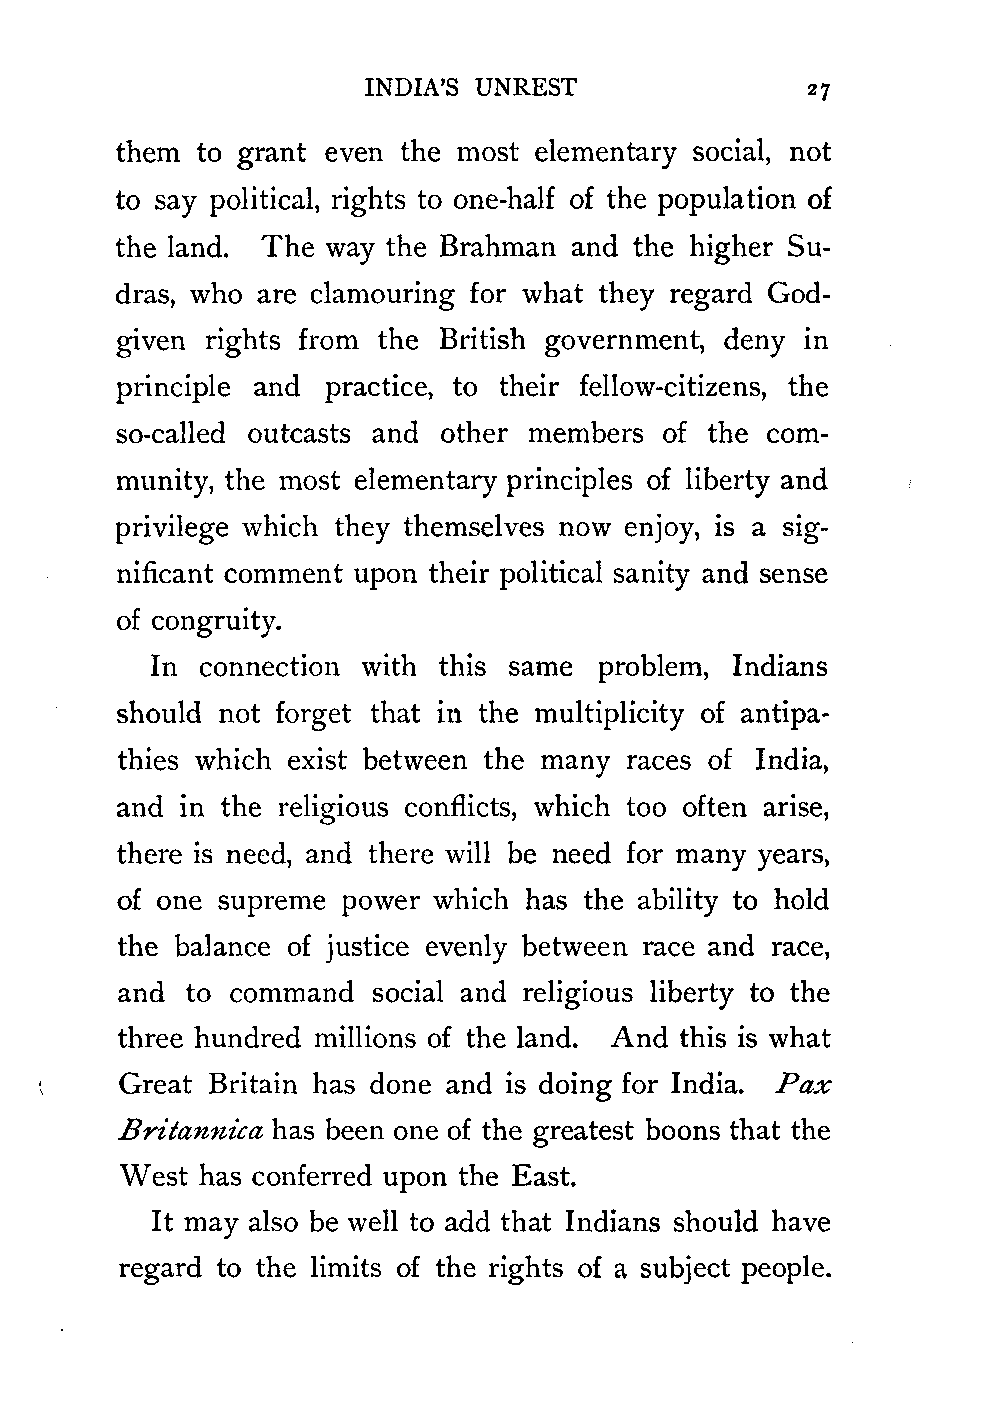 INDIA'S UNREST 27
them to grant even the most elementary social, not
to say political, rights to one-half of the population of
the land. The way the Brahman and the higher Su-
dras, who are clamouring for what they regard God-
given rights from the British government, deny in
principle and practice, to their fellow-citizens, the
so-called outcasts and other members of the com-
munity, the most elementary principles of liberty and
privilege which they themselves now enjoy, is a sig-
nificant comment upon their political sanity and sense
of congruity.
In connection with this same problem, Indians
should not forget that in the multiplicity of antipa-
thies which exist between the many races of India,
and in the religious conflicts, which too often arise,
there is need, and there will be need for many years,
of one supreme power which has the ability to hold
the balance of justice evenly between race and race,
and to command social and religious liberty to the
three hundred millions of the land. And this is what
Great Britain has done and is doing for India. Pax
Britannica has been one of the greatest boons that the
West has conferred upon the East.
It may also be well to add that Indians should have
regard to the limits of the rights of a subject people.